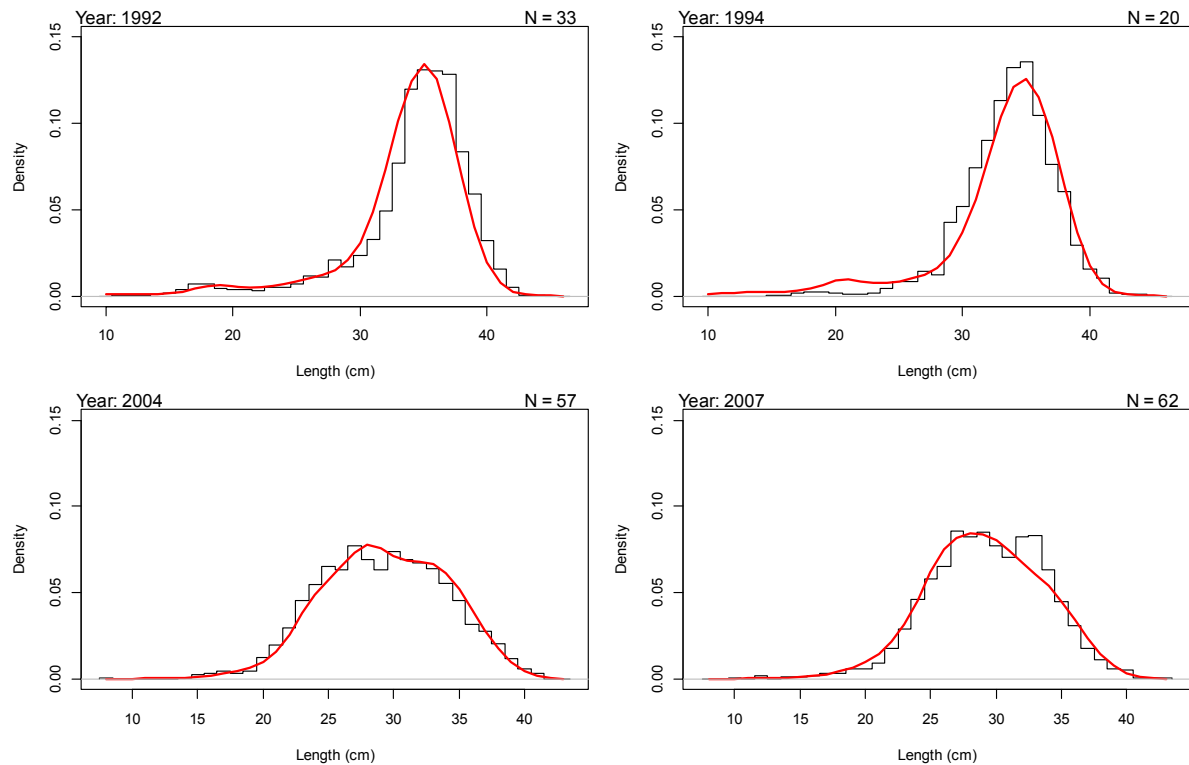 Year: 1992 N = 33
0.15
0.10
0.05
0.00
Density
10 20 30 40
Length (cm)
Year: 1994 N = 20
0.15
0.10
0.05
0.00
Density
10 20 30 40
Length (cm)
Year: 2004 N = 57
0.15
0.10
0.05
0.00
Density
10 15 20 25 30 35 40
Length (cm)
Year: 2007 N = 62
0.15
0.10
0.05
0.00
Density
10 15 20 25 30 35 40
Length (cm)